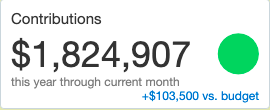 Contributions
$1,824,907
this year through current month
+$103,500 vs. budget